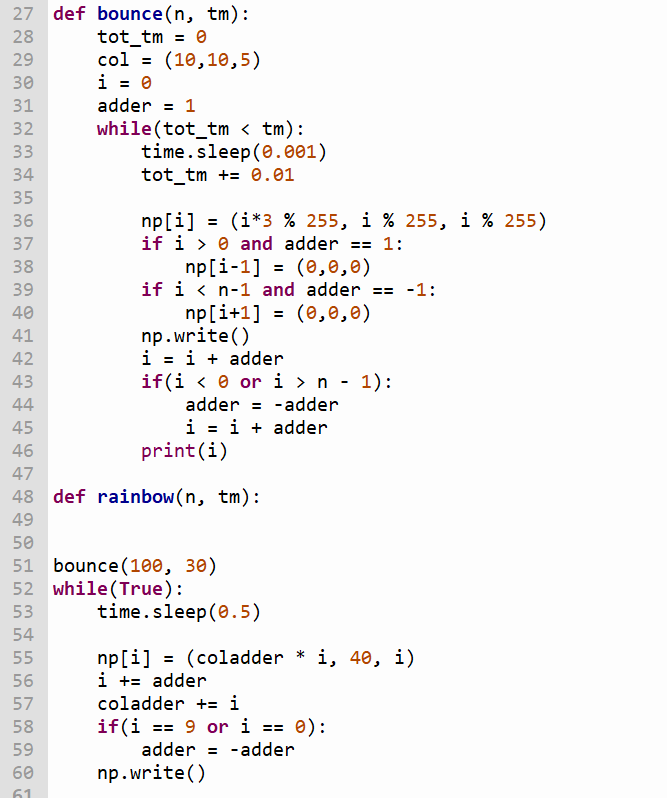 27 def bounce(n, tm):
28     tot_tm = 0
29     col = (10,10,5)
30     i = 0
31     adder = 1
32     while(tot_tm < tm):
33         time.sleep(0.001)
34         tot_tm += 0.01
35
36         np[i] = (i*3 % 255, i % 255, i % 255)
37         if i > 0 and adder == 1:
38             np[i-1] = (0,0,0)
39         if i < n-1 and adder == -1:
40             np[i+1] = (0,0,0)
41         np.write()
42         i = i + adder
43         if(i < 0 or i > n - 1):
44             adder = -adder
45             i = i + adder
46         print(i)
47
48 def rainbow(n, tm):
49
50
51 bounce(100, 30)
52 while(True):
53     time.sleep(0.5)
54
55     np[i] = (coladder * i, 40, i)
56     i += adder
57     coladder += i
58     if(i == 9 or i == 0):
59         adder = -adder
60     np.write()
61